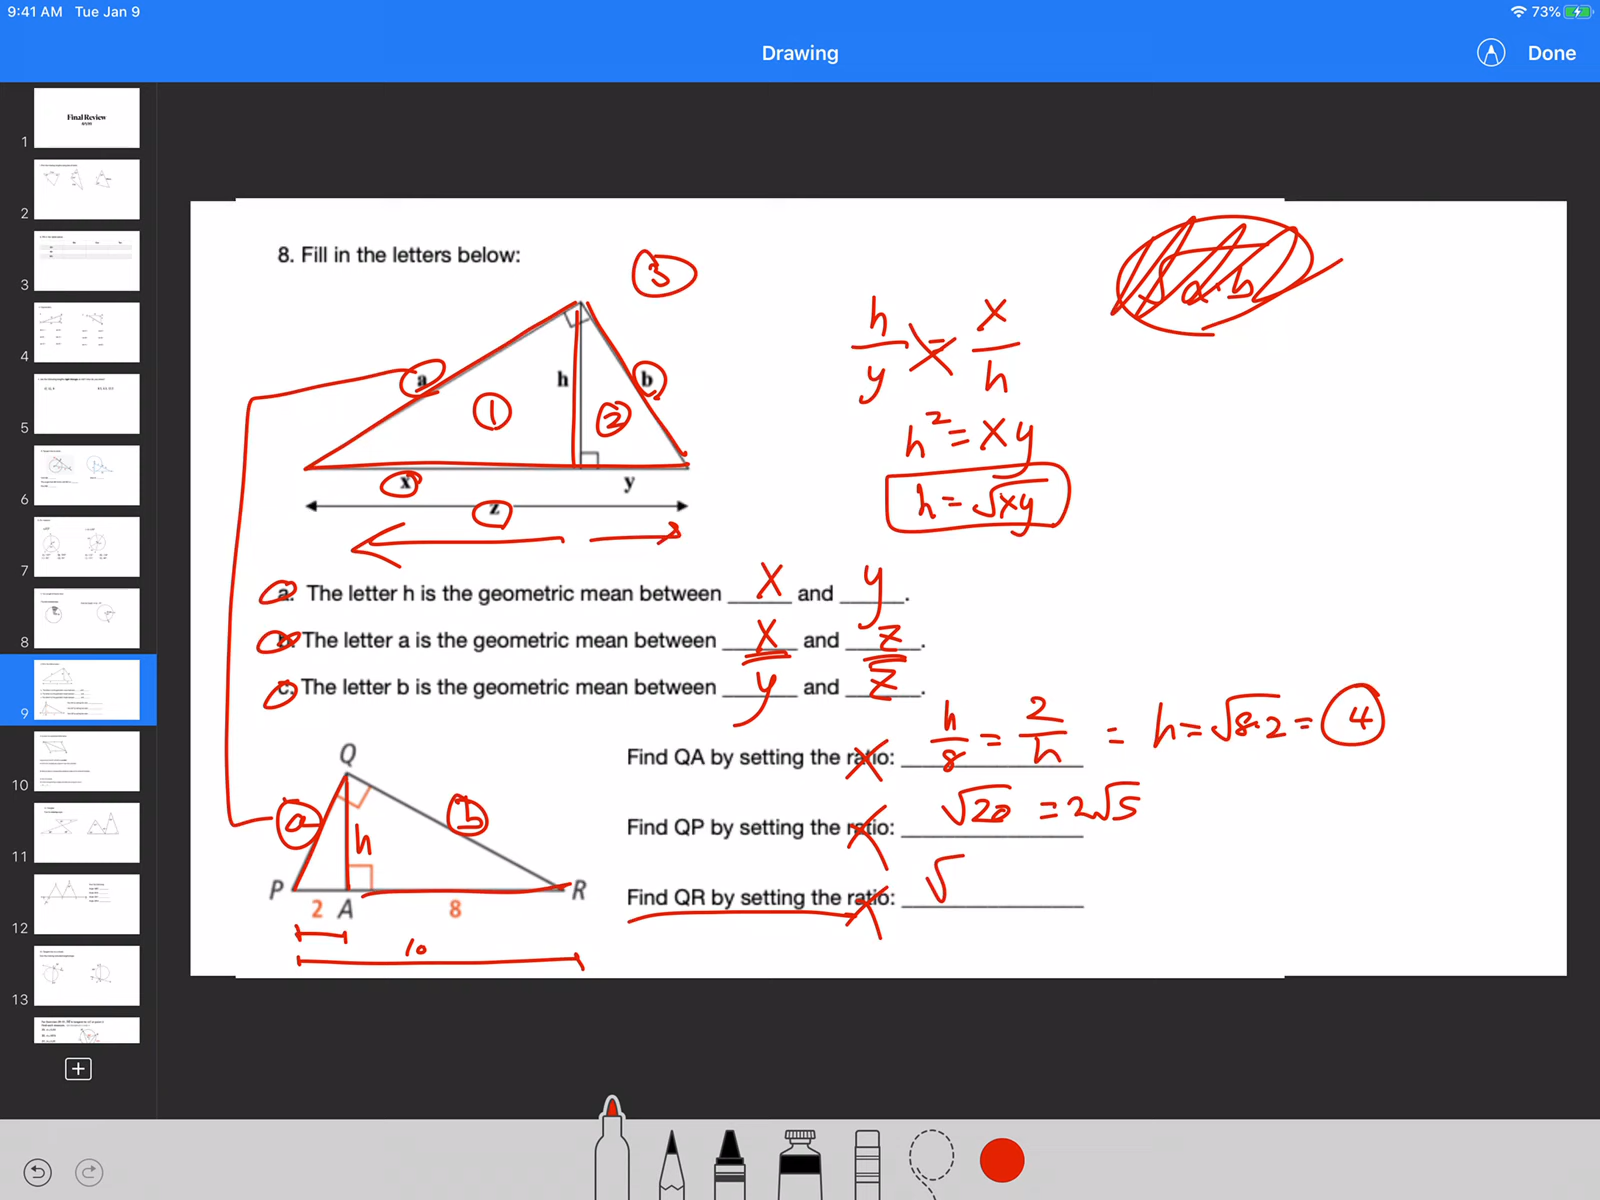 9:41 AM Tue Jan 9
73%
Drawing
Done
Final Review
1
2
3
4
5
6
7
8
9
10
11
12
13
8. Fill in the letters below:
3
√a·b
a
h
b
1
2
x
y
z
h/y = x/h
h² = xy
h = √xy
a. The letter h is the geometric mean between x and y.
b. The letter a is the geometric mean between x and z.
c. The letter b is the geometric mean between y and z.
Find QA by setting the ratio: h/8 = 2/h = h = √8·2 = 4
Find QP by setting the ratio: √20 = 2√5
Find QR by setting the ratio: √
Q
a
h
b
P
2
A
8
R
10